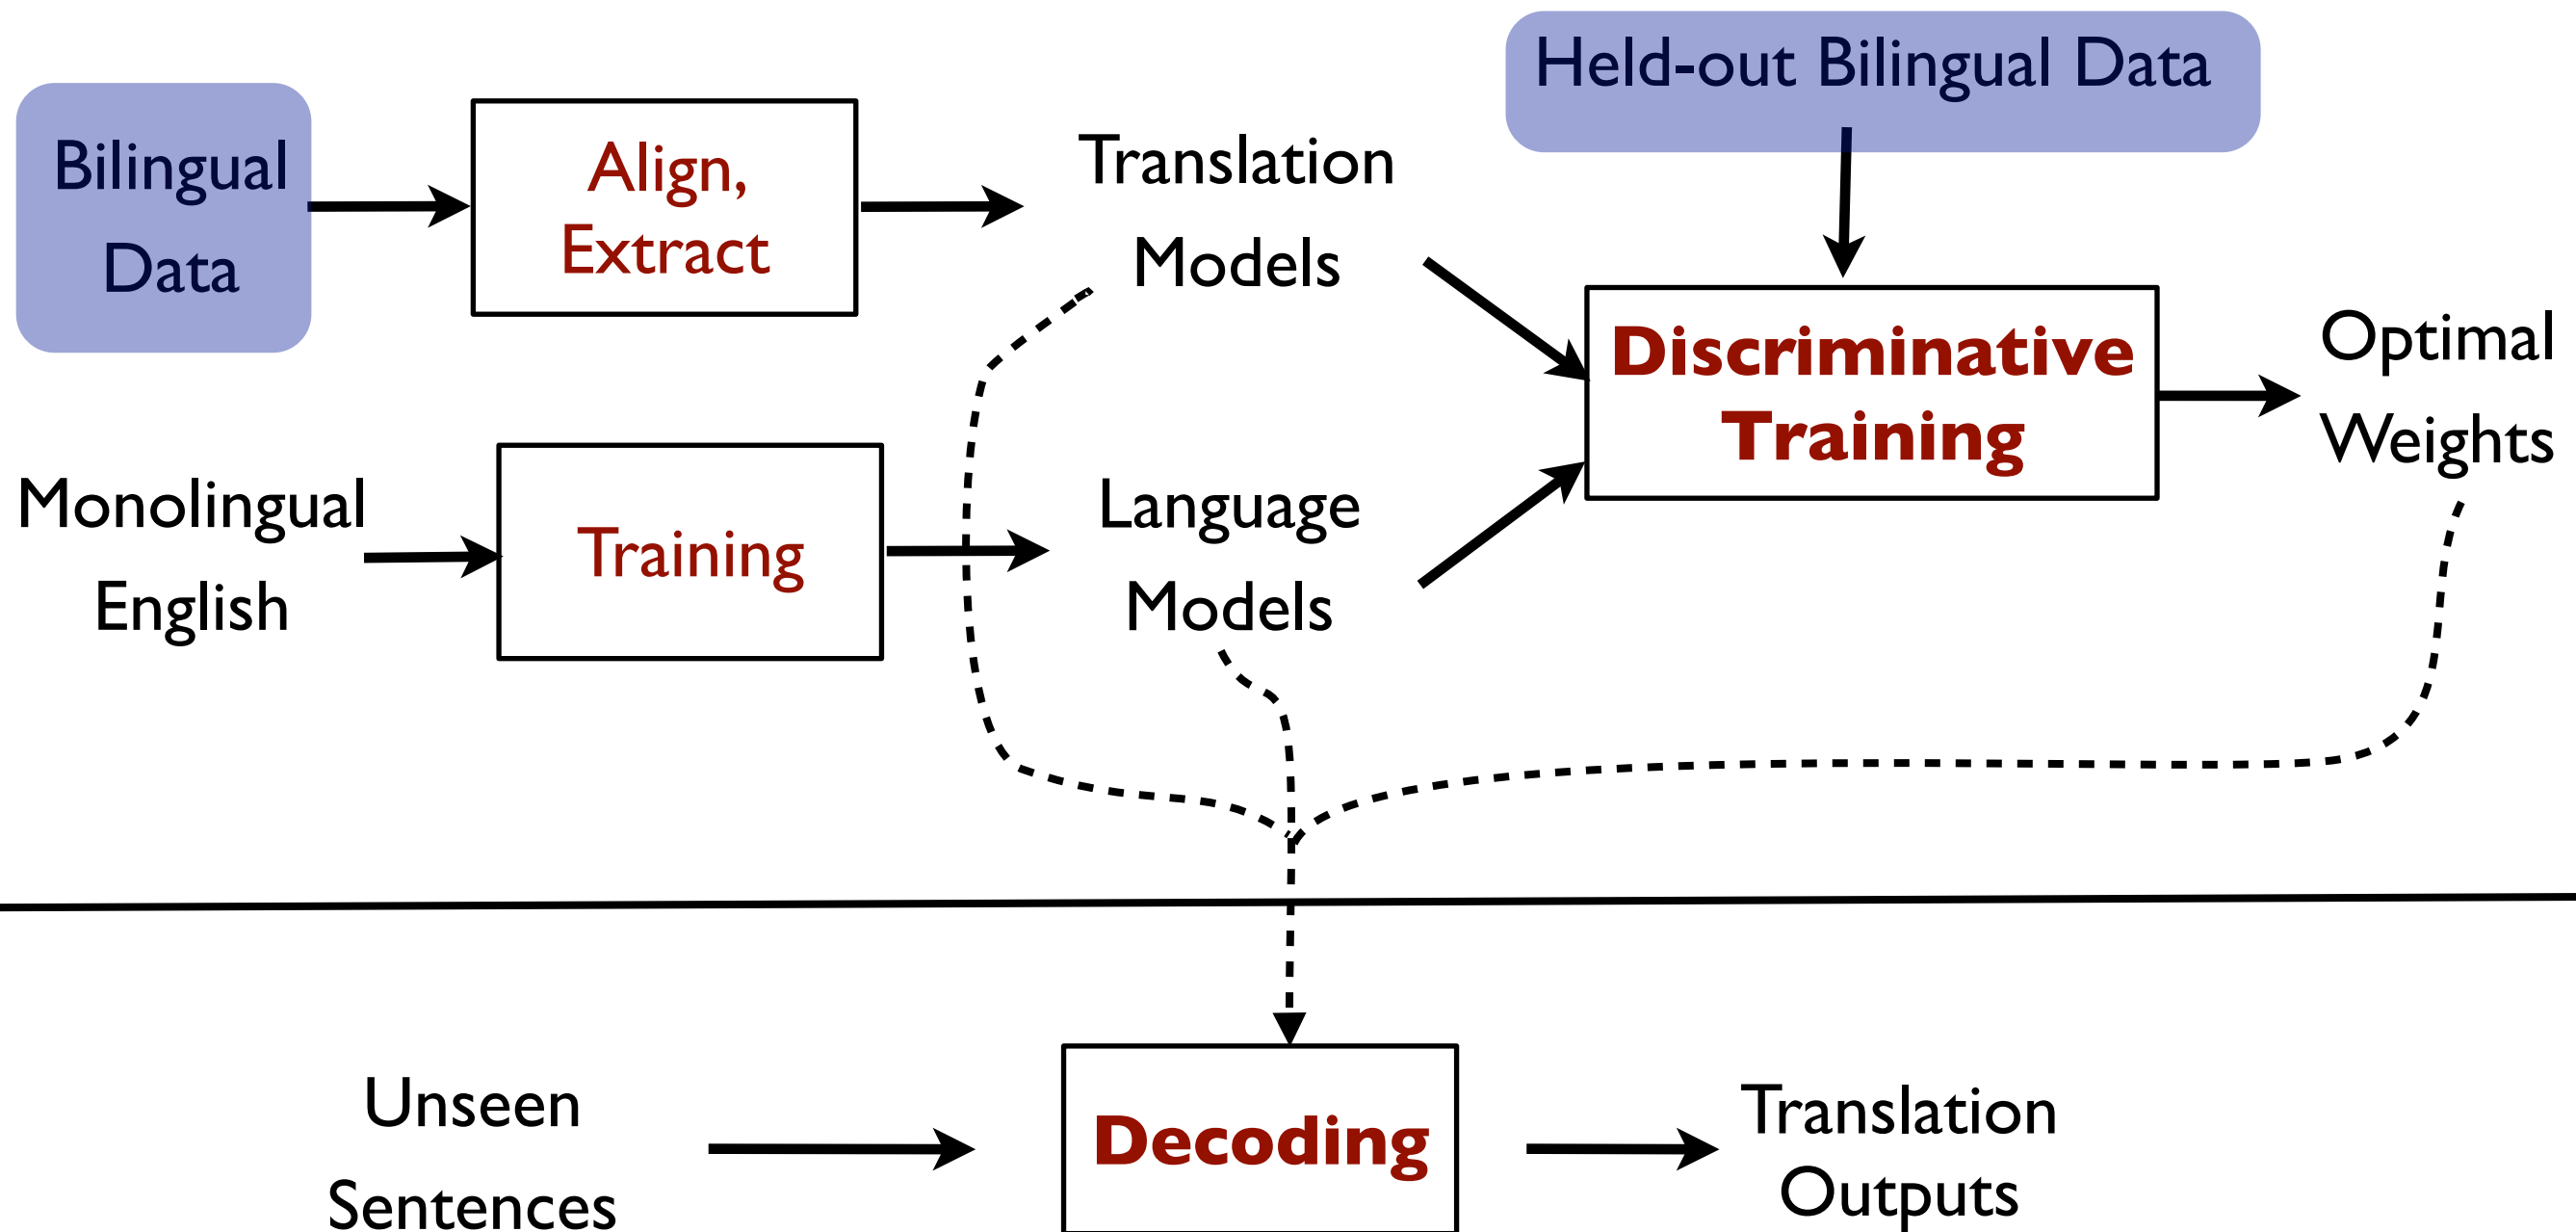 Held-out Bilingual Data
Bilingual
Data
Align,
Extract
Translation
Models
Discriminative
Training
Optimal
Weights
Monolingual
English
Training
Language
Models
Unseen
Sentences
Decoding
Translation
Outputs